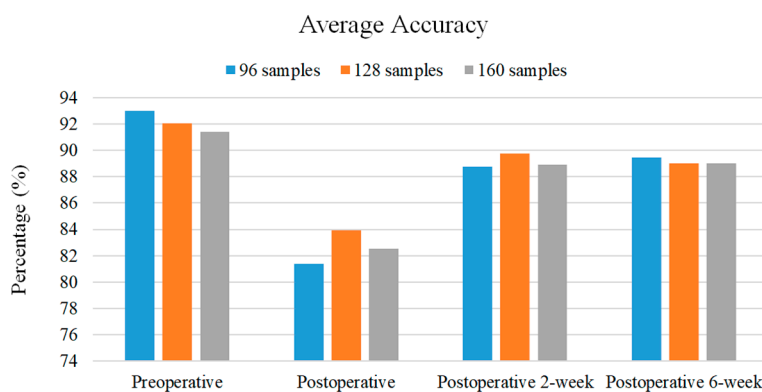 Average Accuracy
96 samples 128 samples 160 samples
Percentage (%)
94
92
90
88
86
84
82
80
78
76
74
Preoperative Postoperative Postoperative 2-week Postoperative 6-week